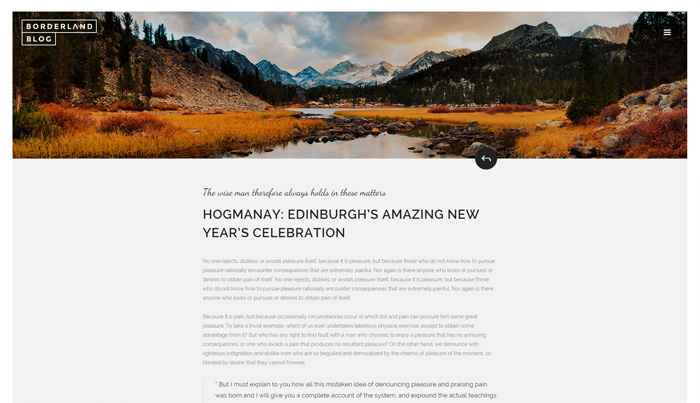 BORDERLAND
BLOG
The wise man therefore always holds in these matters
HOGMANAY: EDINBURGH'S AMAZING NEW
YEAR'S CELEBRATION
No one rejects, dislikes, or avoids pleasure itself, because it is pleasure, but because those who do not know how to pursue
pleasure rationally encounter consequences that are extremely painful. Nor again is there anyone who loves or pursues or
desires to obtain pain of itself. No one rejects, dislikes, or avoids pleasure itself, because it is pleasure, but because those
who do not know how to pursue pleasure rationally encounter consequences that are extremely painful. Nor again is there
anyone who loves or pursues or desires to obtain pain of itself.
Because it is pain, but because occasionally circumstances occur in which toil and pain can procure him some great
pleasure. To take a trivial example, which of us ever undertakes laborious physical exercise, except to obtain some
advantage from it? But who has any right to find fault with a man who chooses to enjoy a pleasure that has no annoying
consequences, or one who avoids a pain that produces no resultant pleasure? On the other hand, we denounce with
righteous indignation and dislike men who are so beguiled and demoralized by the charms of pleasure of the moment, so
blinded by desire, that they cannot foresee.
" But I must explain to you how all this mistaken idea of denouncing pleasure and praising pain
was born and I will give you a complete account of the system, and expound the actual teachings